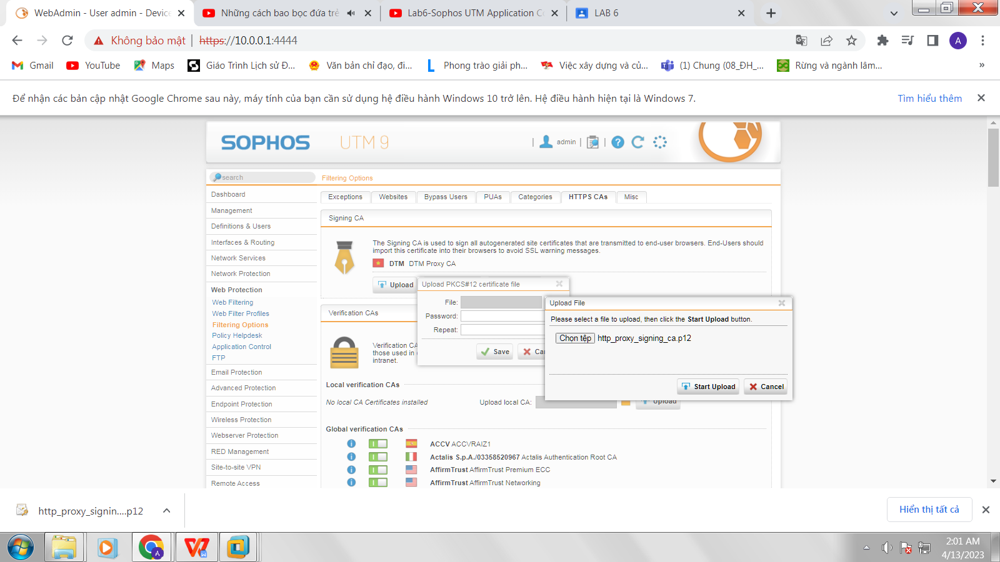 WebAdmin - User admin - Device
Những cách bao bọc đứa trẻ
Lab6-Sophos UTM Application Co
LAB 6
Không bảo mật | https://10.0.0.1:4444
A
Gmail
YouTube
Maps
Giáo Trình Lịch sử Đ...
Văn bản chỉ đạo, đi...
Phong trào giải ph...
Việc xây dựng và củ...
(1) Chung (08_ĐH_...
Rừng và ngành lâm...
»
Để nhận các bản cập nhật Google Chrome sau này, máy tính của bạn cần sử dụng hệ điều hành Windows 10 trở lên. Hệ điều hành hiện tại là Windows 7.
Tìm hiểu thêm
SOPHOS UTM 9
| admin | |
search
Filtering Options
Dashboard
Management
Definitions & Users
Interfaces & Routing
Network Services
Network Protection
Web Protection
Web Filtering
Web Filter Profiles
Filtering Options
Policy Helpdesk
Application Control
FTP
Email Protection
Advanced Protection
Endpoint Protection
Wireless Protection
Webserver Protection
RED Management
Site-to-site VPN
Remote Access
Exceptions
Websites
Bypass Users
PUAs
Categories
HTTPS CAs
Misc
Signing CA
The Signing CA is used to sign all autogenerated site certificates that are transmitted to end-user browsers. End-Users should
import this certificate into their browsers to avoid SSL warning messages.
DTM DTM Proxy CA
Upload
Upload PKCS#12 certificate file
File:
Password:
Repeat:
Save
Ca
Upload File
Please select a file to upload, then click the Start Upload button.
Chọn tệp http_proxy_signing_ca.p12
Start Upload
Cancel
Verification CAs
Verification CA
those used in
intranet.
Local verification CAs
No local CA Certificates installed
Upload local CA:
Upload
Global verification CAs
ACCV ACCVRAIZ1
Actalis S.p.A./03358520967 Actalis Authentication Root CA
AffirmTrust AffirmTrust Premium ECC
AffirmTrust AffirmTrust Networking
http_proxy_signin....p12
Hiển thị tất cả
2:01 AM
4/13/2023